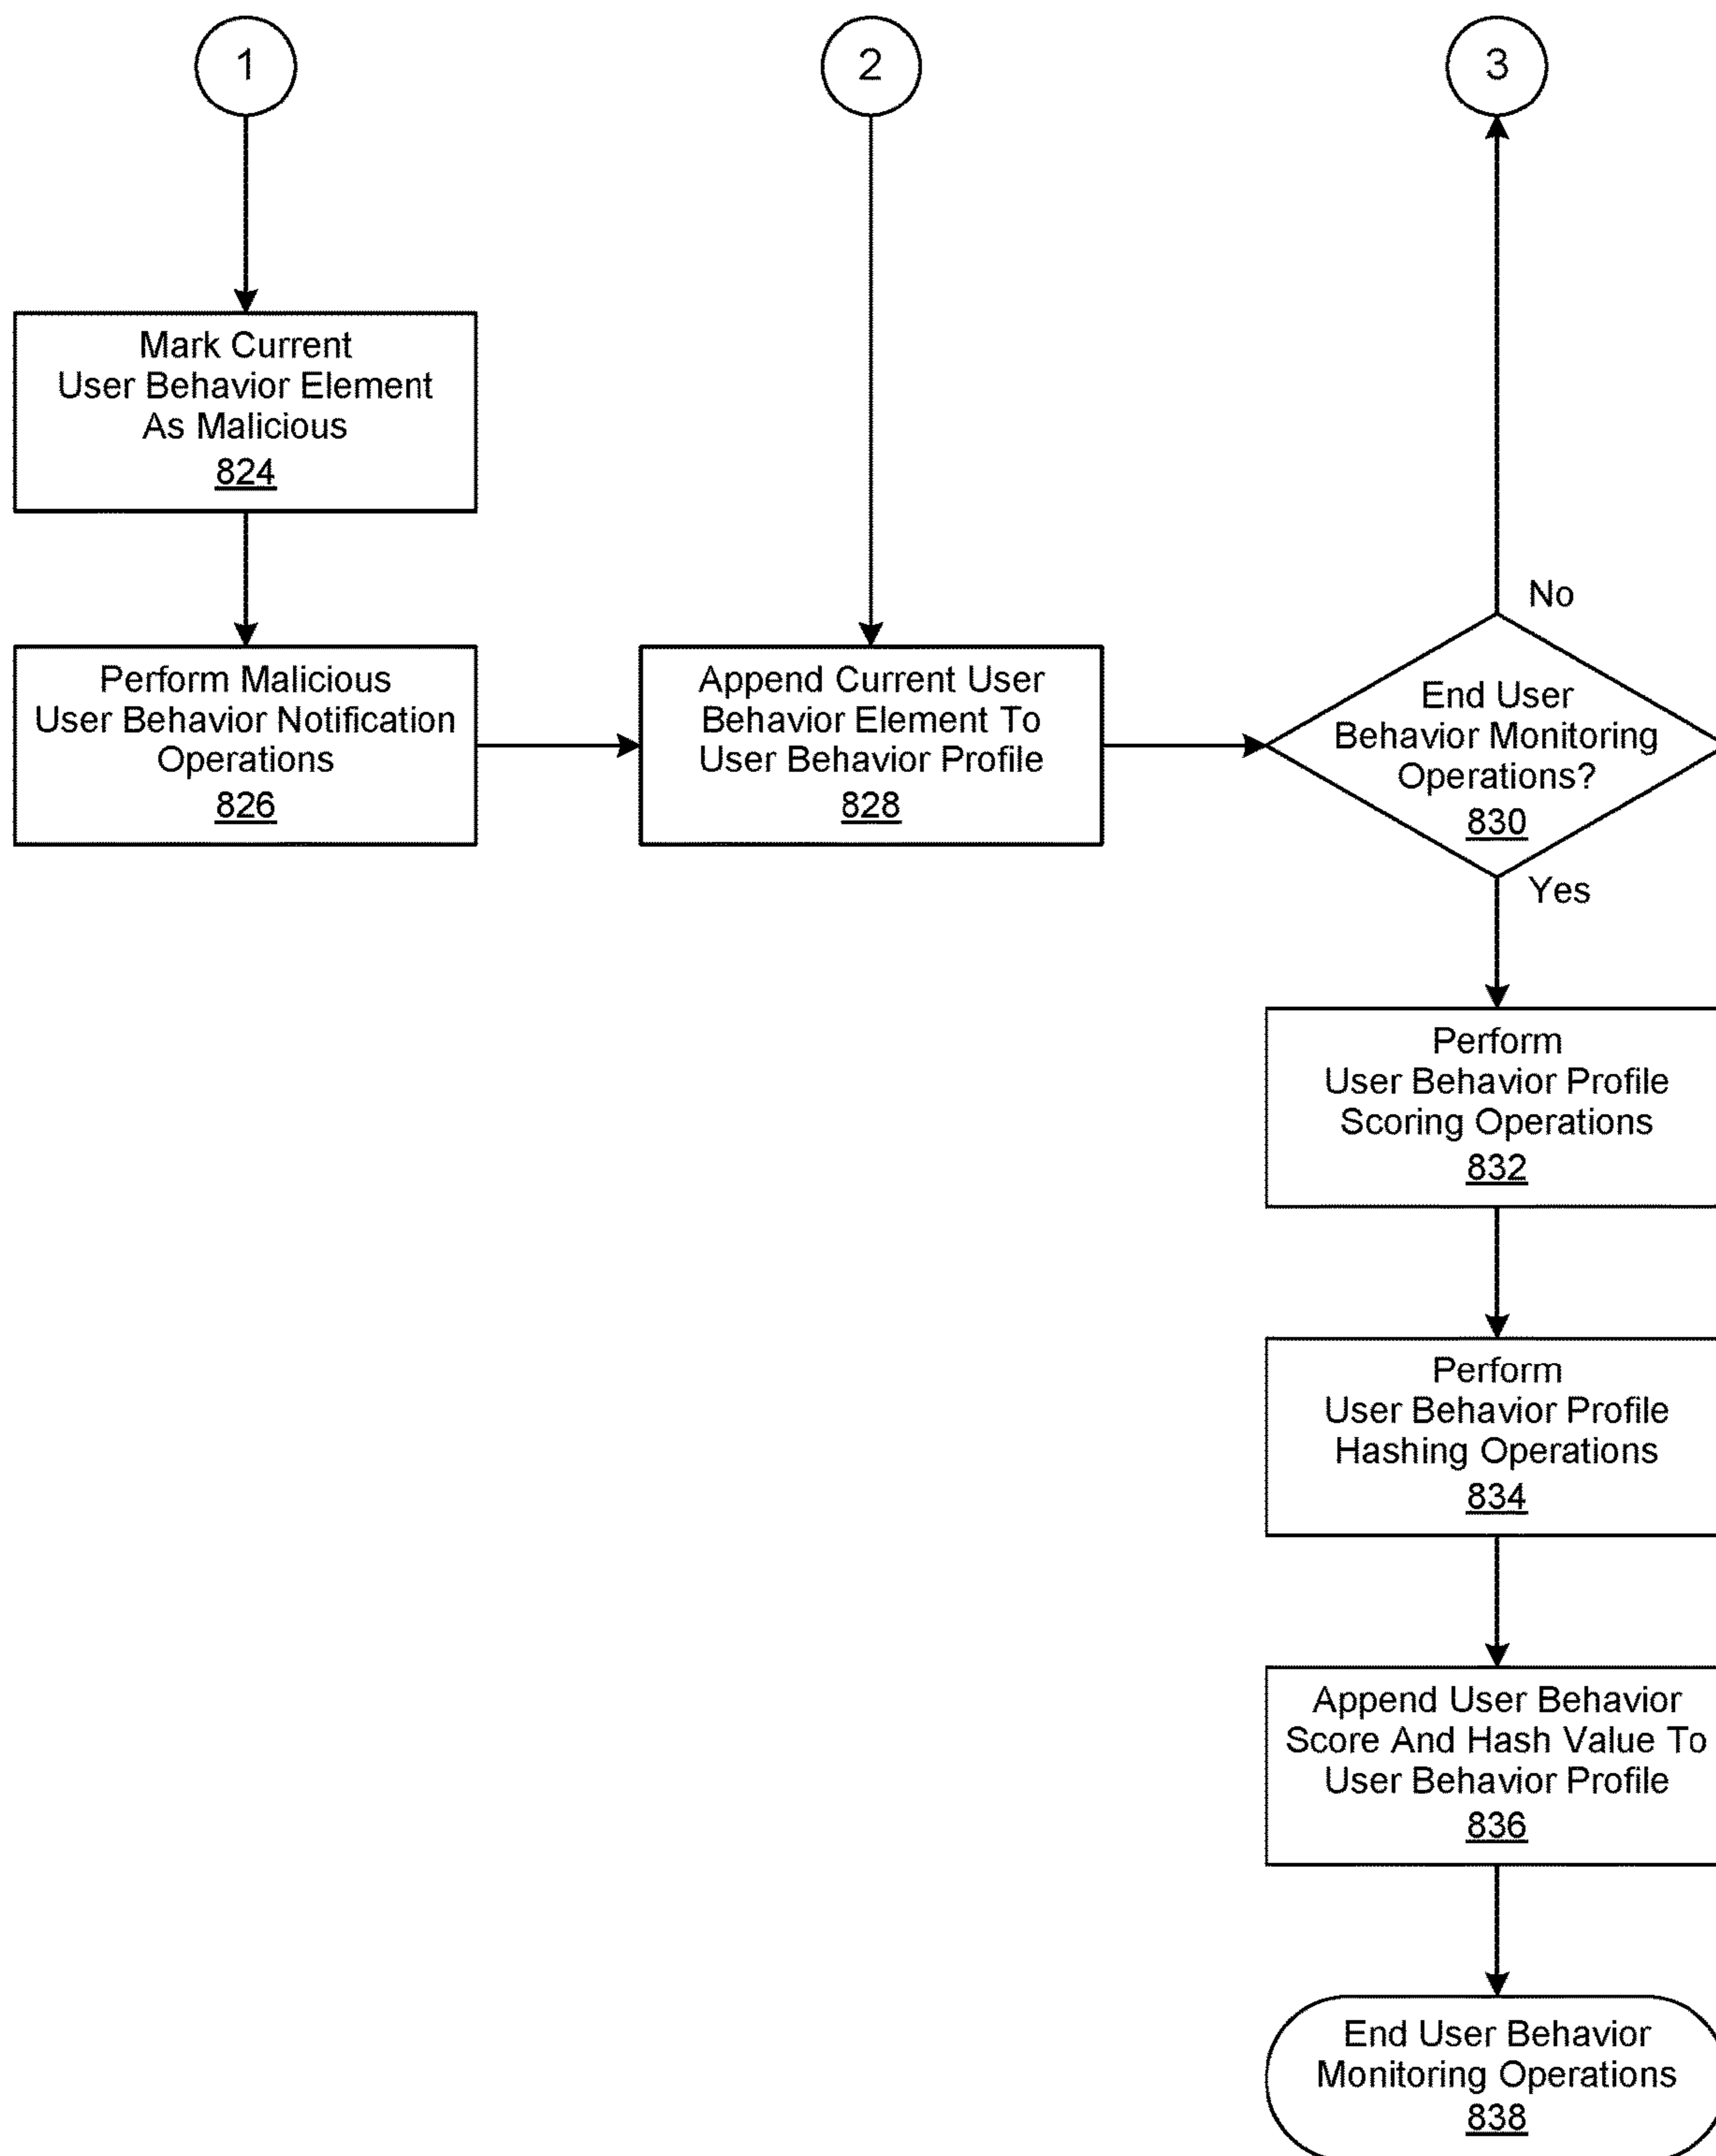 1
2
3
Mark Current
User Behavior Element
As Malicious
824
Perform Malicious
User Behavior Notification
Operations
826
Append Current User
Behavior Element To
User Behavior Profile
828
No
End User
Behavior Monitoring
Operations?
830
Yes
Perform
User Behavior Profile
Scoring Operations
832
Perform
User Behavior Profile
Hashing Operations
834
Append User Behavior
Score And Hash Value To
User Behavior Profile
836
End User Behavior
Monitoring Operations
838